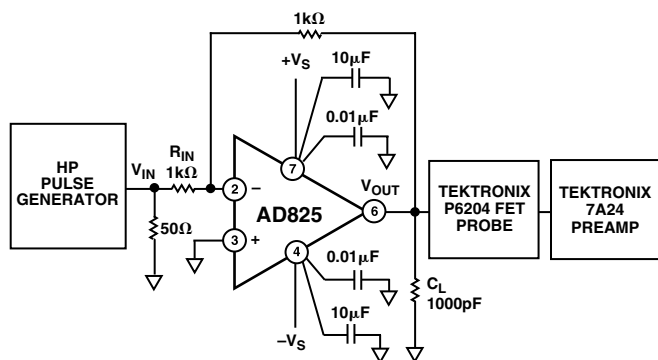 1kΩ
+VS
10μF
0.01μF
HP
PULSE
GENERATOR
VIN
RIN
1kΩ
50Ω
2
–
3
+
7
AD825
4
6
VOUT
TEKTRONIX
P6204 FET
PROBE
TEKTRONIX
7A24
PREAMP
0.01μF
10μF
–VS
CL
1000pF